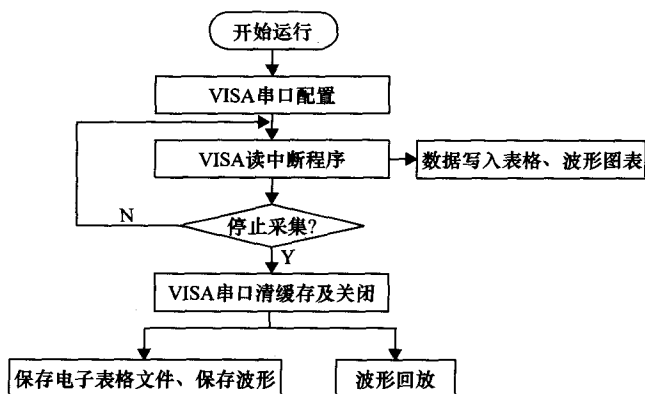 开始运行
VISA串口配置
VISA读中断程序
数据写入表格、波形图表
N
停止采集?
Y
VISA串口清缓存及关闭
保存电子表格文件、保存波形
波形回放